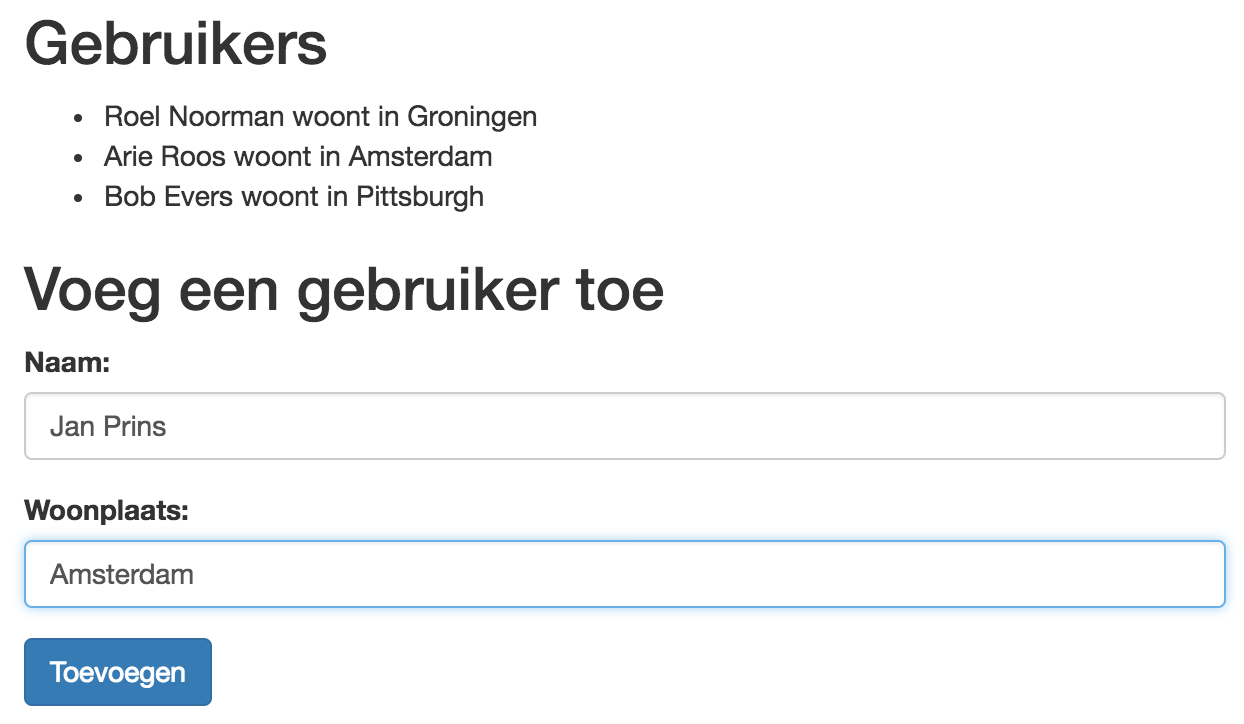 Gebruikers
• Roel Noorman woont in Groningen
• Arie Roos woont in Amsterdam
• Bob Evers woont in Pittsburgh
Voeg een gebruiker toe
Naam:
Jan Prins
Woonplaats:
Amsterdam
Toevoegen